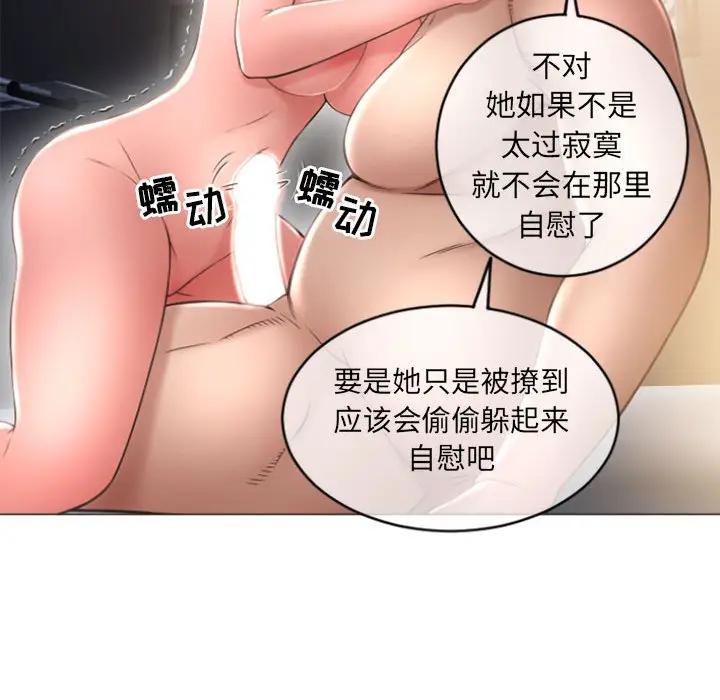 不对
她如果不是
太过寂寞
就不会在那里
自慰了
蠕动
蠕动
要是她只是被撩到
应该会偷偷躲起来
自慰吧